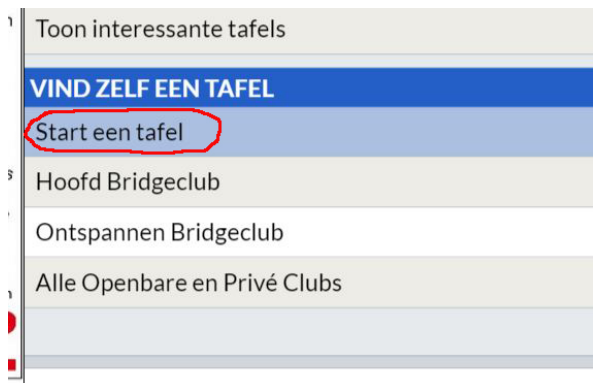 Toon interessante tafels
VIND ZELF EEN TAFEL
Start een tafel
Hoofd Bridgeclub
Ontspannen Bridgeclub
Alle Openbare en Privé Clubs